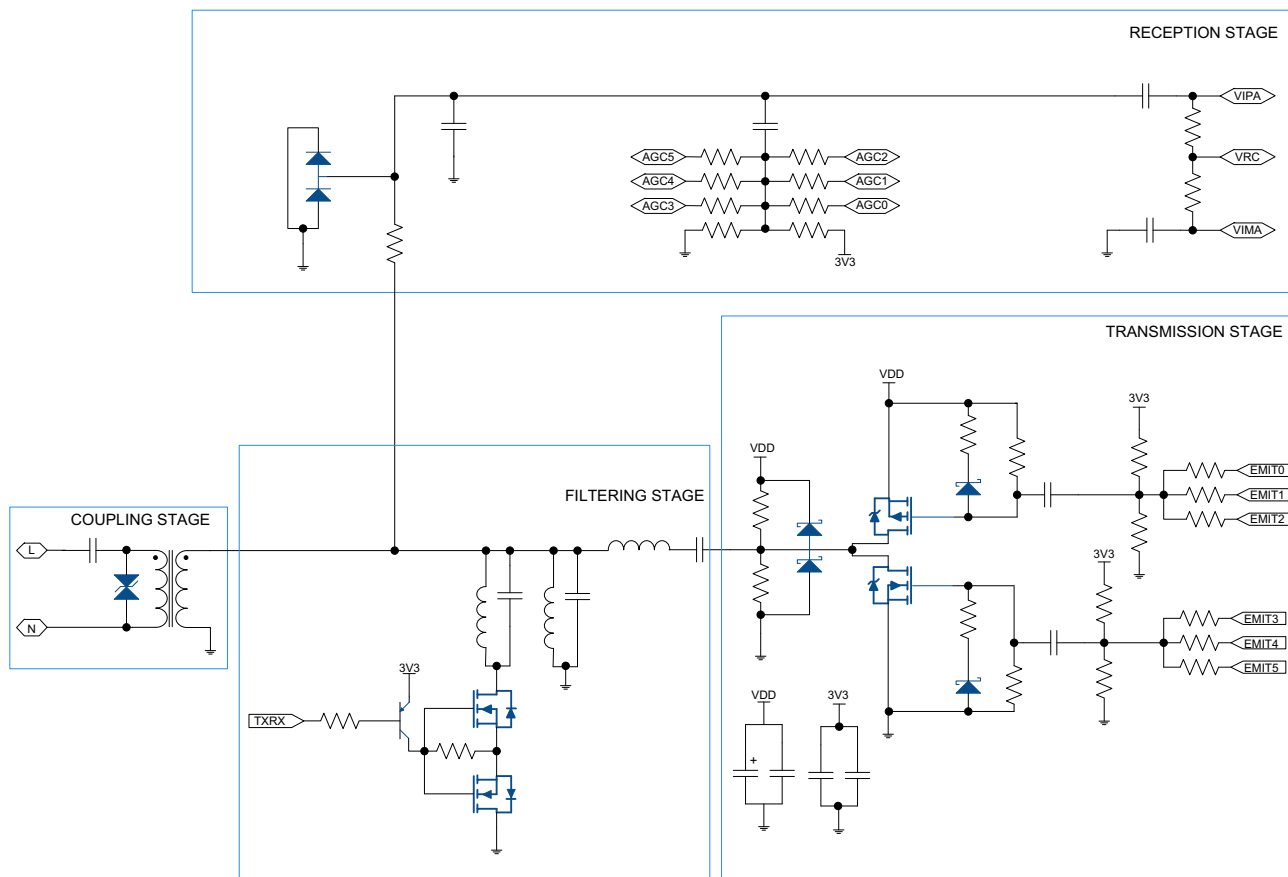 RECEPTION STAGE
VIPA
AGC5
AGC2
VRC
AGC4
AGC1
AGC3
AGC0
VIMA
3V3
TRANSMISSION STAGE
VDD
3V3
VDD
EMIT0
FILTERING STAGE
EMIT1
COUPLING STAGE
EMIT2
L
3V3
N
EMIT3
EMIT4
3V3
EMIT5
VDD
3V3
TXRX
+